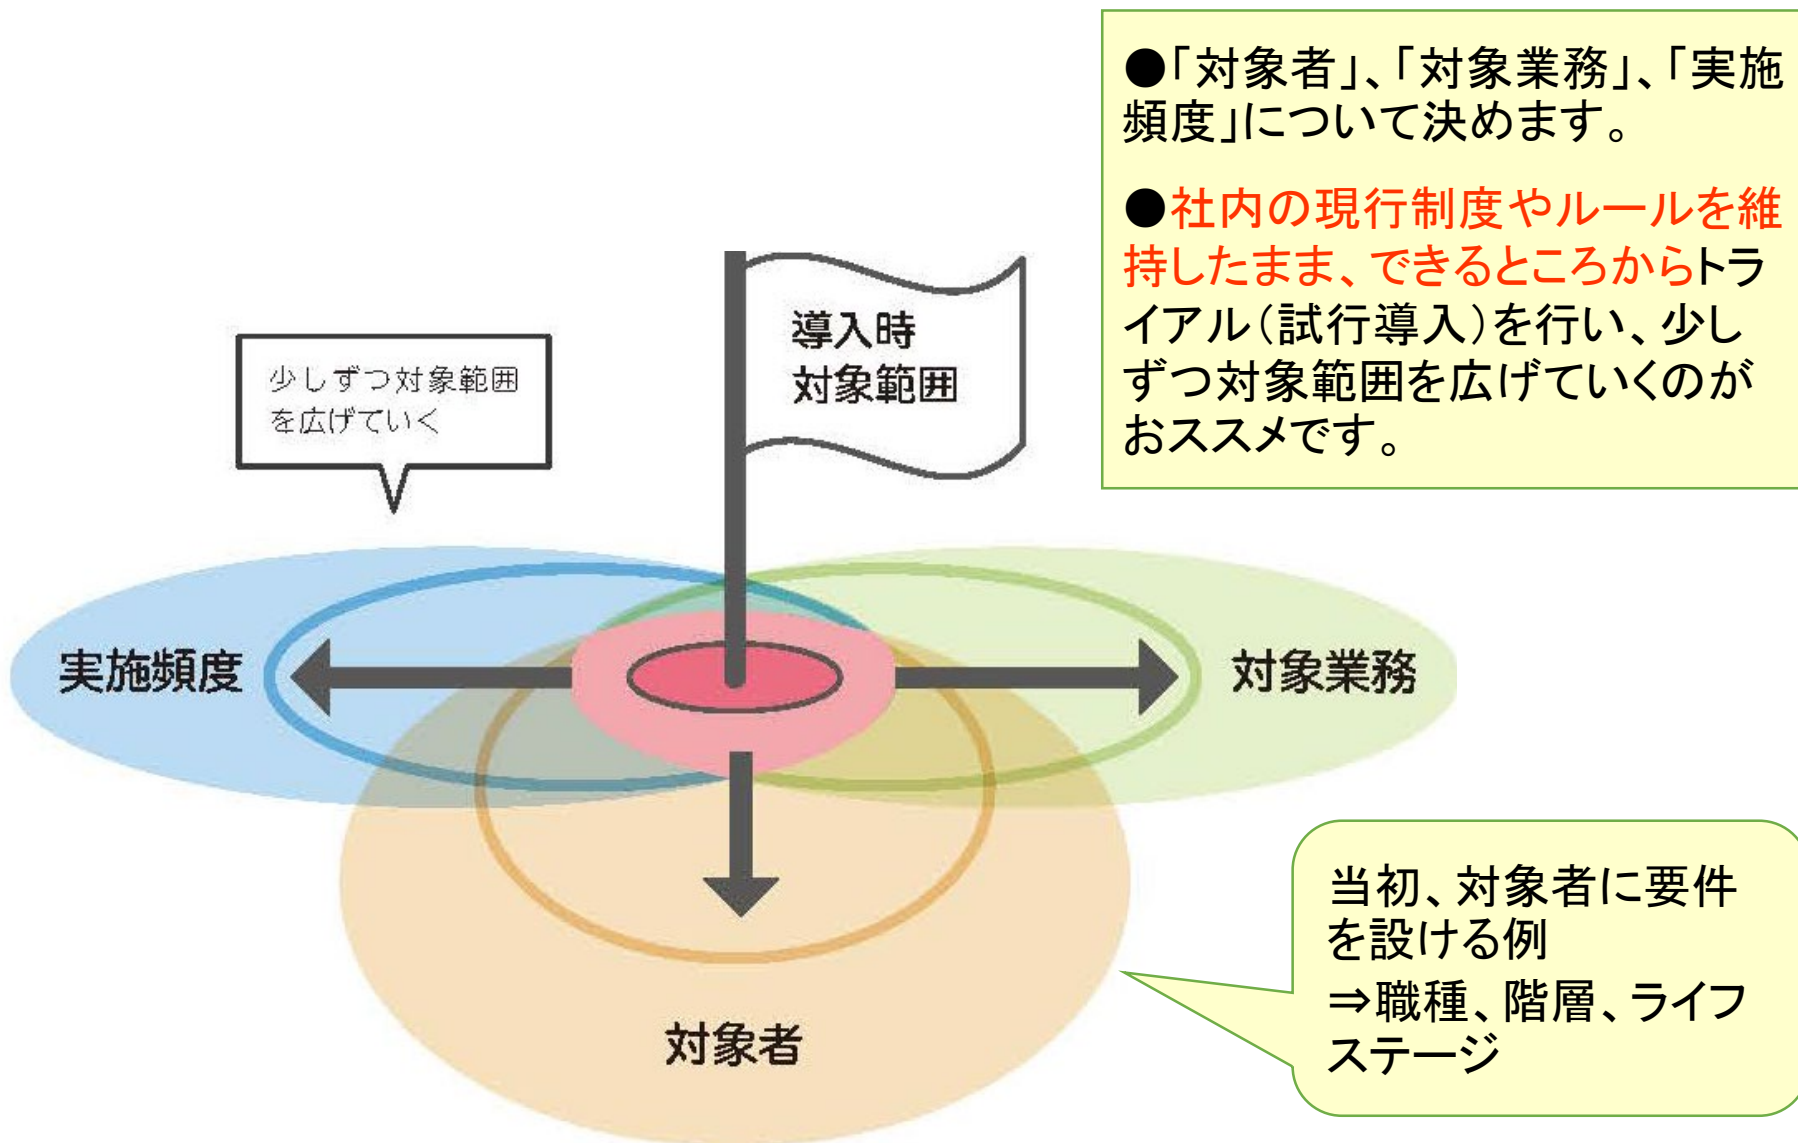 ●「対象者」、「対象業務」、「実施
頻度」について決めます。
●社内の現行制度やルールを維
持したまま、できるところからトラ
イアル（試行導入）を行い、少し
ずつ対象範囲を広げていくのが
おススメです。
導入時
対象範囲
少しずつ対象範囲
を広げていく
実施頻度
対象業務
対象者
当初、対象者に要件
を設ける例
⇒職種、階層、ライフ
ステージ